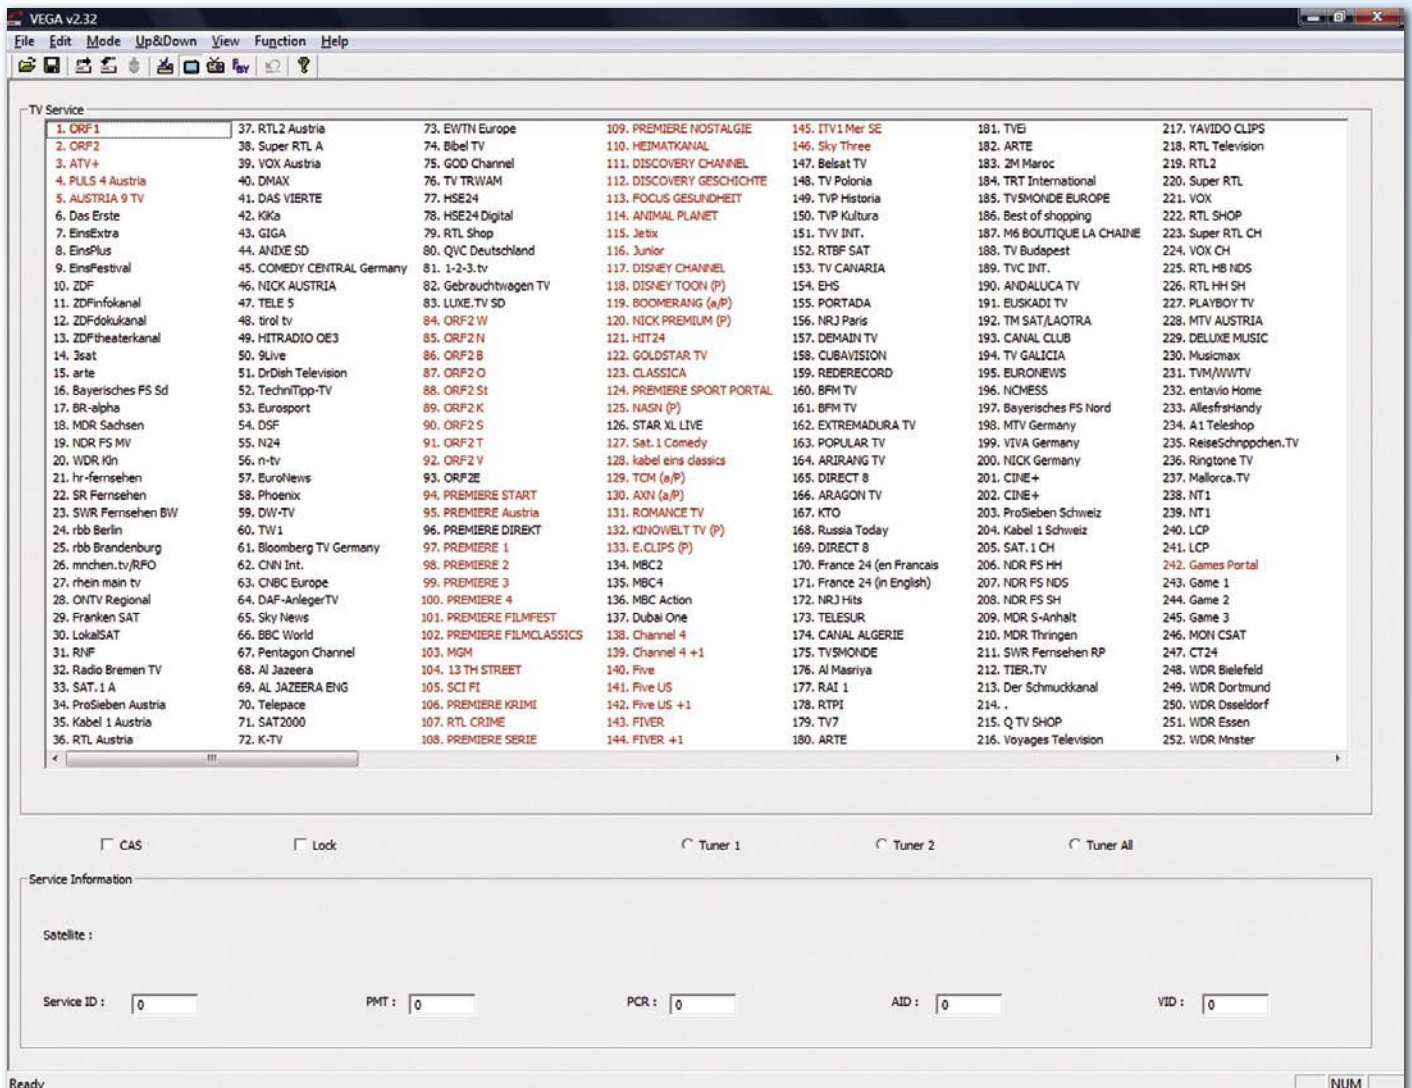 VEGA v2.32
File Edit Mode Up&Down View Function Help
TV Service
1. ORF1
2. ORF2
3. ATV+
4. PULS 4 Austria
5. AUSTRIA 9 TV
6. Das Erste
7. EinsExtra
8. EinsPlus
9. EinsFestival
10. ZDF
11. ZDFinfokanal
12. ZDFdokukanal
13. ZDFtheaterkanal
14. 3sat
15. arte
16. Bayerisches FS Sd
17. BR-alpha
18. MDR Sachsen
19. NDR FS MV
20. WDR Kln
21. hr-fernsehen
22. SR Fernsehen
23. SWR Fernsehen BW
24. rbb Berlin
25. rbb Brandenburg
26. mnchen.tv/RFO
27. rhein main tv
28. ONTV Regional
29. Franken SAT
30. LokalSAT
31. RNF
32. Radio Bremen TV
33. SAT.1 A
34. ProSieben Austria
35. Kabel 1 Austria
36. RTL Austria
37. RTL2 Austria
38. Super RTL A
39. VOX Austria
40. DMAX
41. DAS VIERTE
42. KiKa
43. GIGA
44. ANIXE SD
45. COMEDY CENTRAL Germany
46. NICK AUSTRIA
47. TELE 5
48. tirol tv
49. HITRADIO OE3
50. 9Live
51. DrDish Television
52. TechniTipp-TV
53. Eurosport
54. DSF
55. N24
56. n-tv
57. EuroNews
58. Phoenix
59. DW-TV
60. TW1
61. Bloomberg TV Germany
62. CNN Int.
63. CNBC Europe
64. DAF-AnlegerTV
65. Sky News
66. BBC World
67. Pentagon Channel
68. Al Jazeera
69. AL JAZEERA ENG
70. Telepace
71. SAT2000
72. K-TV
73. EWTN Europe
74. Bibel TV
75. GOD Channel
76. TV TRWAM
77. HSE24
78. HSE24 Digital
79. RTL Shop
80. QVC Deutschland
81. 1-2-3.tv
82. Gebrauchtwagen TV
83. LUXE.TV SD
84. ORF2 W
85. ORF2 N
86. ORF2 B
87. ORF2 O
88. ORF2 St
89. ORF2 K
90. ORF2 S
91. ORF2 T
92. ORF2 V
93. ORF2E
94. PREMIERE START
95. PREMIERE Austria
96. PREMIERE DIREKT
97. PREMIERE 1
98. PREMIERE 2
99. PREMIERE 3
100. PREMIERE 4
101. PREMIERE FILMFEST
102. PREMIERE FILMCLASSICS
103. MGM
104. 13 TH STREET
105. SCI FI
106. PREMIERE KRIMI
107. RTL CRIME
108. PREMIERE SERIE
109. PREMIERE NOSTALGIE
110. HEIMATKANAL
111. DISCOVERY CHANNEL
112. DISCOVERY GESCHICHTE
113. FOCUS GESUNDHEIT
114. ANIMAL PLANET
115. Jetix
116. Junior
117. DISNEY CHANNEL
118. DISNEY TOON (P)
119. BOOMERANG (a/P)
120. NICK PREMIUM (P)
121. HIT24
122. GOLDSTAR TV
123. CLASSICA
124. PREMIERE SPORT PORTAL
125. NASN (P)
126. STAR XL LIVE
127. Sat.1 Comedy
128. kabel eins classics
129. TCM (a/P)
130. AXN (a/P)
131. ROMANCE TV
132. KINOWELT TV (P)
133. E.CLIPS (P)
134. MBC2
135. MBC4
136. MBC Action
137. Dubai One
138. Channel 4
139. Channel 4 +1
140. Five
141. Five US
142. Five US +1
143. FIVER
144. FIVER +1
145. ITV1 Mer SE
146. Sky Three
147. Belsat TV
148. TV Polonia
149. TVP Historia
150. TVP Kultura
151. TVV INT.
152. RTBF SAT
153. TV CANARIA
154. EHS
155. PORTADA
156. NRJ Paris
157. DEMAIN TV
158. CUBAVISION
159. REDERECORD
160. BFM TV
161. BFM TV
162. EXTREMADURA TV
163. POPULAR TV
164. ARIRANG TV
165. DIRECT 8
166. ARAGON TV
167. KTO
168. Russia Today
169. DIRECT 8
170. France 24 (en Francais
171. France 24 (in English)
172. NRJ Hits
173. TELESUR
174. CANAL ALGERIE
175. TV5MONDE
176. Al Masriya
177. RAI 1
178. RTPI
179. TV7
180. ARTE
181. TVEi
182. ARTE
183. 2M Maroc
184. TRT International
185. TV5MONDE EUROPE
186. Best of shopping
187. M6 BOUTIQUE LA CHAINE
188. TV Budapest
189. TVC INT.
190. ANDALUCA TV
191. EUSKADI TV
192. TM SAT/LAOTRA
193. CANAL CLUB
194. TV GALICIA
195. EURONEWS
196. NCMESS
197. Bayerisches FS Nord
198. MTV Germany
199. VIVA Germany
200. NICK Germany
201. CINE+
202. CINE+
203. ProSieben Schweiz
204. Kabel 1 Schweiz
205. SAT.1 CH
206. NDR FS HH
207. NDR FS NDS
208. NDR FS SH
209. MDR S-Anhalt
210. MDR Thringen
211. SWR Fernsehen RP
212. TIER.TV
213. Der Schmuckkanal
214. .
215. Q TV SHOP
216. Voyages Television
217. YAVIDO CLIPS
218. RTL Television
219. RTL2
220. Super RTL
221. VOX
222. RTL SHOP
223. Super RTL CH
224. VOX CH
225. RTL HB NDS
226. RTL HH SH
227. PLAYBOY TV
228. MTV AUSTRIA
229. DELUXE MUSIC
230. Musicmax
231. TVM/WWTV
232. entavio Home
233. AllesfrsHandy
234. A1 Teleshop
235. ReiseSchnppchen.TV
236. Ringtone TV
237. Mallorca.TV
238. NT1
239. NT1
240. LCP
241. LCP
242. Games Portal
243. Game 1
244. Game 2
245. Game 3
246. MON CSAT
247. CT24
248. WDR Bielefeld
249. WDR Dortmund
250. WDR Dsseldorf
251. WDR Essen
252. WDR Mnster
CAS Lock Tuner 1 Tuner 2 Tuner All
Service Information
Satellite :
Service ID : 0 PMT : 0 PCR : 0 AID : 0 VID : 0
Ready NUM